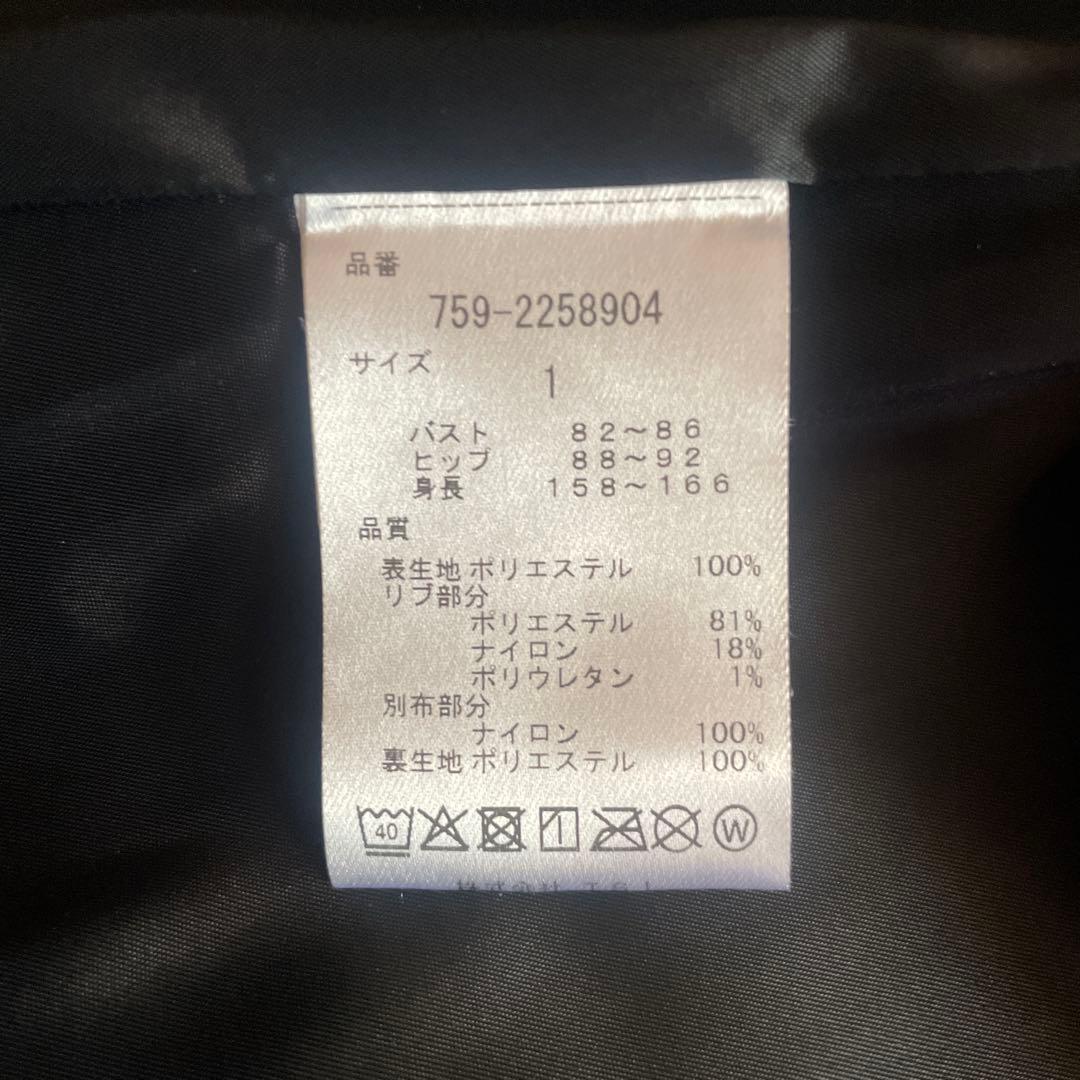 品番
759-2258904
サイズ
1
バスト 82〜86
ヒップ 88〜92
身長 158〜166
品質
表生地 ポリエステル 100%
リブ部分
ポリエステル 81%
ナイロン 18%
ポリウレタン 1%
別布部分
ナイロン 100%
裏生地 ポリエステル 100%
40 W